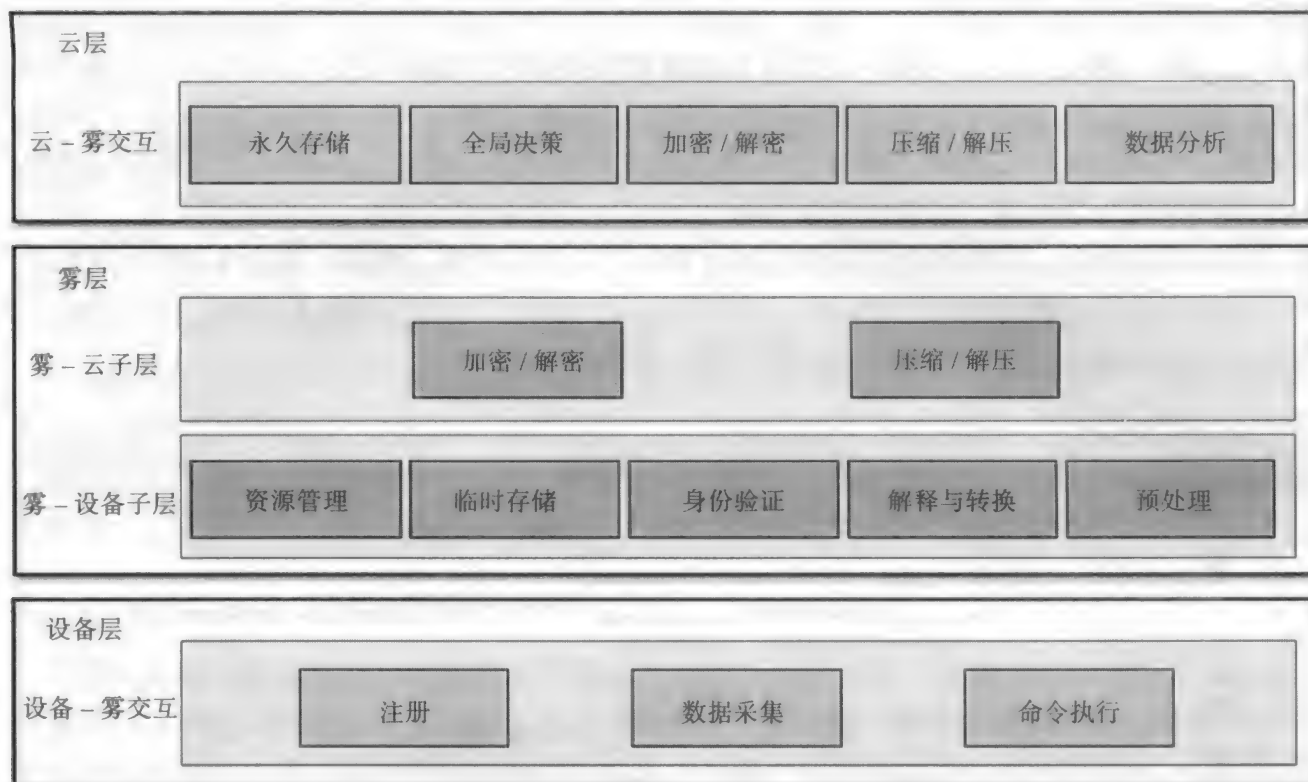 云层
云－雾交互 永久存储 全局决策 加密 / 解密 压缩 / 解压 数据分析
雾层
雾－云子层 加密 / 解密 压缩 / 解压
雾－设备子层 资源管理 临时存储 身份验证 解释与转换 预处理
设备层
设备－雾交互 注册 数据采集 命令执行